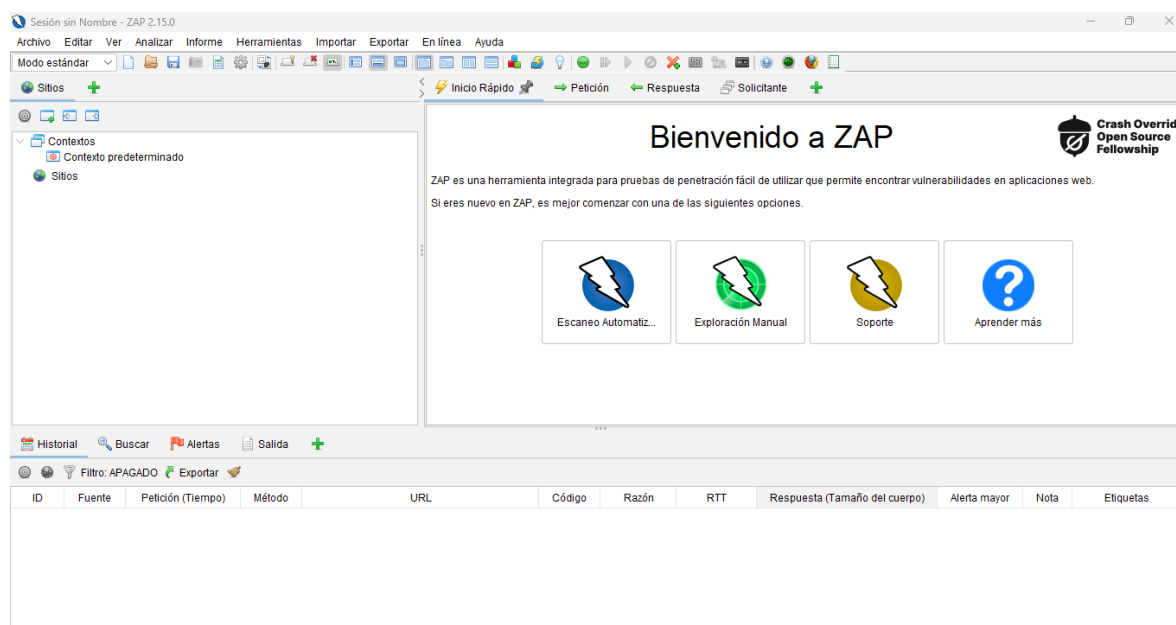 Sesión sin Nombre - ZAP 2.15.0
Archivo Editar Ver Analizar Informe Herramientas Importar Exportar En línea Ayuda
Modo estándar
Sitios
Inicio Rápido Petición Respuesta Solicitante
Contextos
Contexto predeterminado
Sitios
Bienvenido a ZAP
Crash Overrid
Open Source
Fellowship
ZAP es una herramienta integrada para pruebas de penetración fácil de utilizar que permite encontrar vulnerabilidades en aplicaciones web.
Si eres nuevo en ZAP, es mejor comenzar con una de las siguientes opciones.
Escaneo Automatiz... Exploración Manual Soporte Aprender más
Historial Buscar Alertas Salida
Filtro: APAGADO Exportar
ID Fuente Petición (Tiempo) Método URL Código Razón RTT Respuesta (Tamaño del cuerpo) Alerta mayor Nota Etiquetas